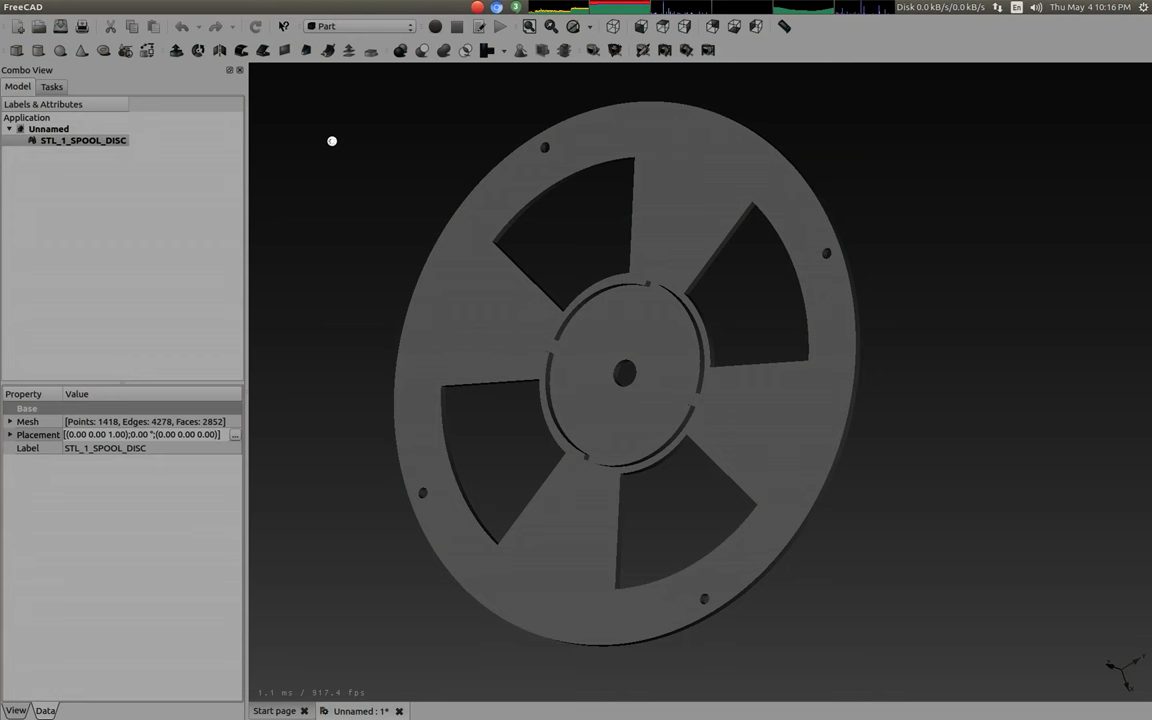 FreeCAD
3
Disk 0.0 kB/s/0.0 kB/s
En
Thu May 4 10:16 PM
Part
Combo View
Model
Tasks
Labels & Attributes
Application
Unnamed
STL_1_SPOOL_DISC
Property
Value
Base
Mesh
[Points: 1418, Edges: 4278, Faces: 2852]
Placement
[(0.00 0.00 1.00);0.00 °;(0.00 0.00 0.00)]
...
Label
STL_1_SPOOL_DISC
1.1 ms / 917.4 fps
View
Data
Start page
Unnamed : 1*